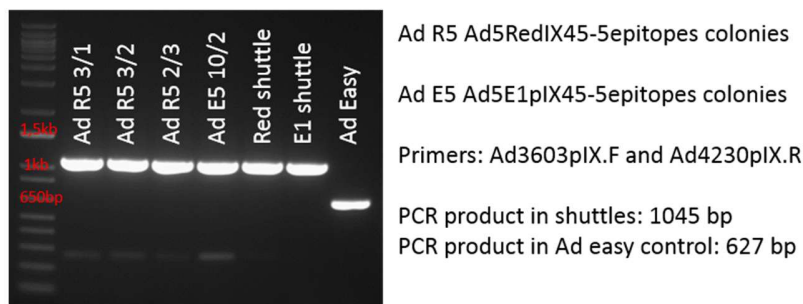 Ad R5 3/1
Ad R5 3/2
Ad R5 2/3
Ad E5 10/2
Red shuttle
E1 shuttle
Ad Easy
1.5kb
1kb
650bp
Ad R5 Ad5RedIX45-5epitopes colonies
Ad E5 Ad5E1pIX45-5epitopes colonies
Primers: Ad3603pIX.F and Ad4230pIX.R
PCR product in shuttles: 1045 bp
PCR product in Ad easy control: 627 bp